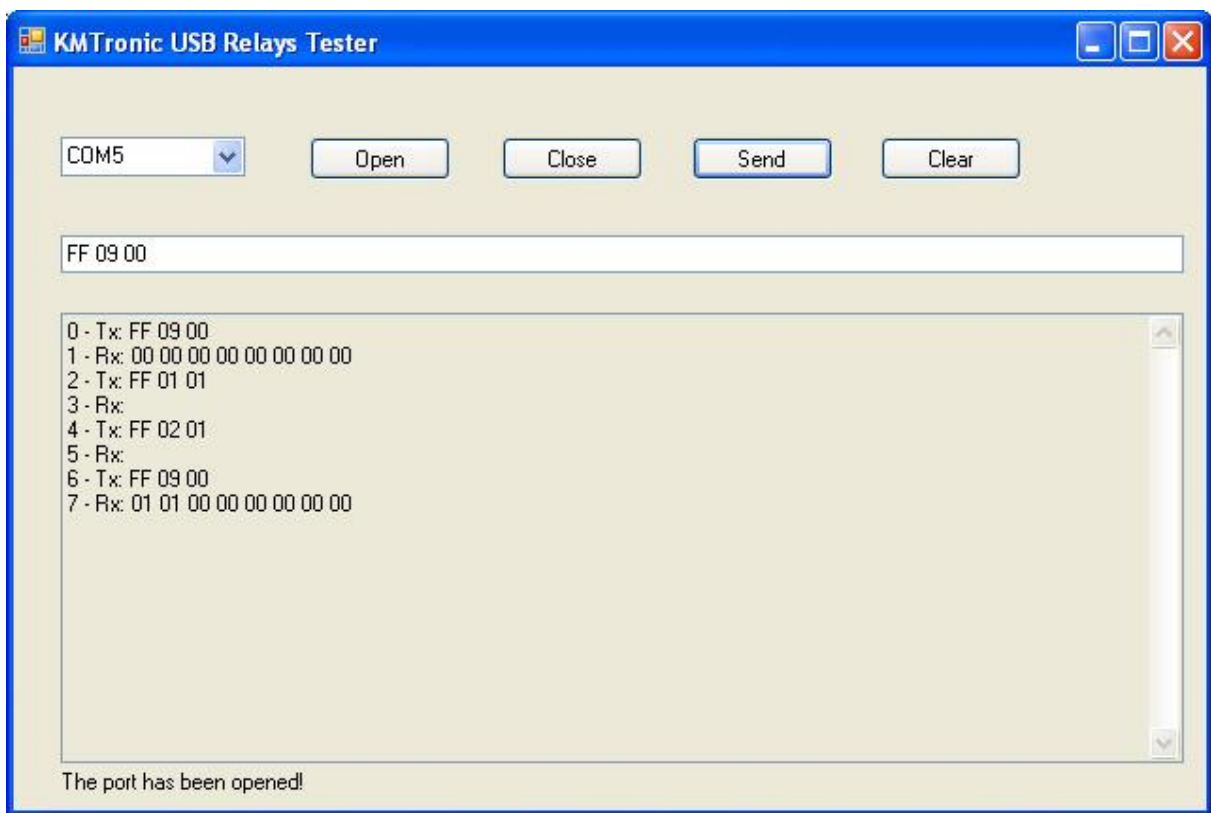 KMTronic USB Relays Tester
COM5 Open Close Send Clear
FF 09 00
0 - Tx: FF 09 00
1 - Rx: 00 00 00 00 00 00 00 00
2 - Tx: FF 01 01
3 - Rx:
4 - Tx: FF 02 01
5 - Rx:
6 - Tx: FF 09 00
7 - Rx: 01 01 00 00 00 00 00 00
The port has been opened!